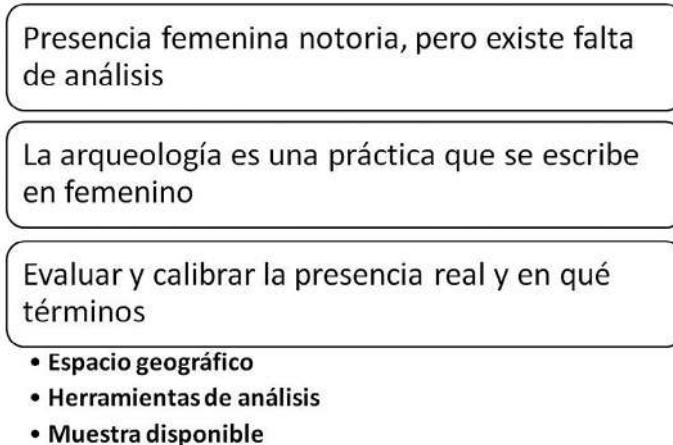 Presencia femenina notoria, pero existe falta
de análisis
La arqueología es una práctica que se escribe
en femenino
Evaluar y calibrar la presencia real y en qué
términos
• Espacio geográfico
• Herramientas de análisis
• Muestra disponible